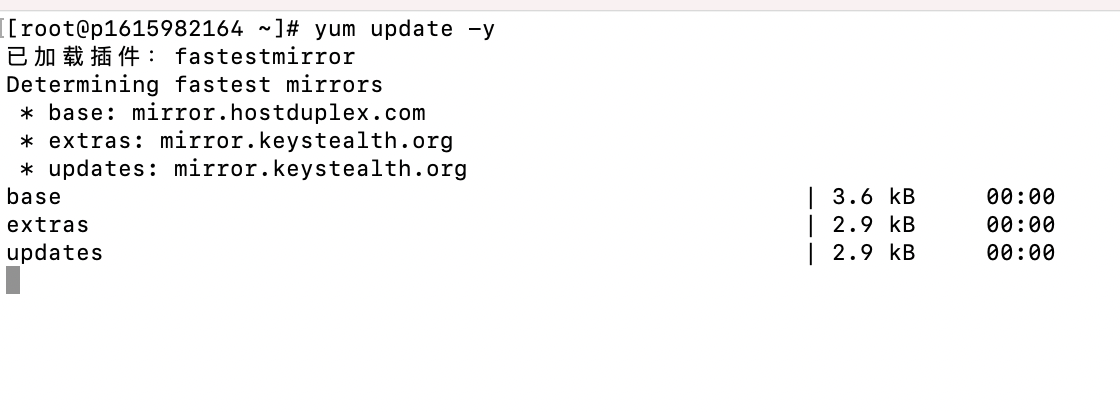 [root@p1615982164 ~]# yum update -y
已加载插件：fastestmirror
Determining fastest mirrors
 * base: mirror.hostduplex.com
 * extras: mirror.keystealth.org
 * updates: mirror.keystealth.org
base | 3.6 kB 00:00
extras | 2.9 kB 00:00
updates | 2.9 kB 00:00